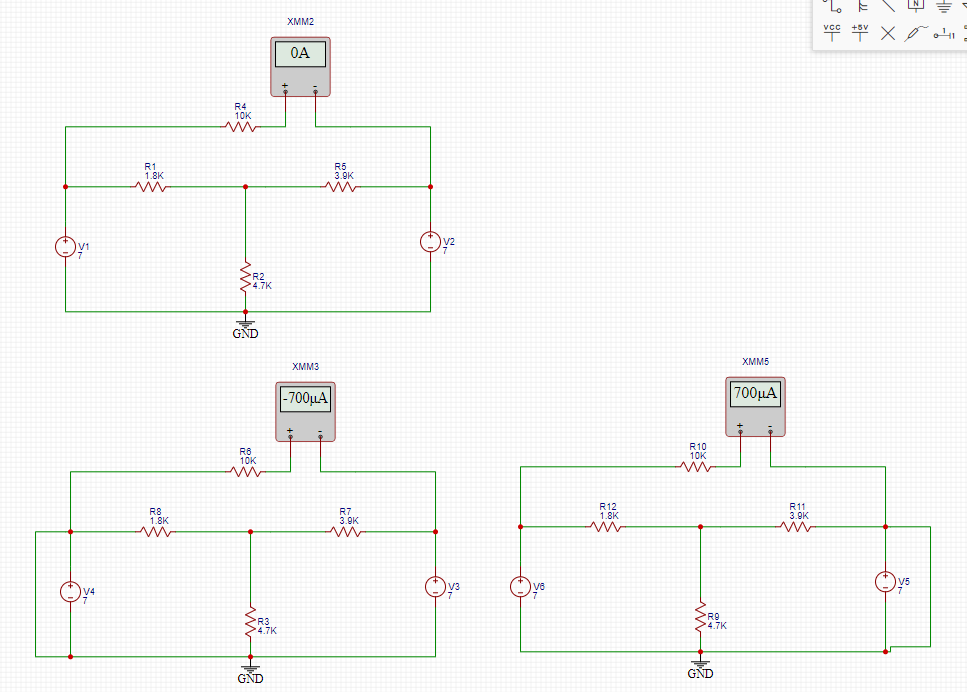 N
VCC
+5V
1
1
XMM2
0A
+
-
R4
10K
R1
1.8K
R5
3.9K
V1
7
V2
7
R2
4.7K
GND
XMM3
-700µA
+
-
R6
10K
R8
1.8K
R7
3.9K
V4
7
V3
7
R3
4.7K
GND
XMM5
700µA
+
-
R10
10K
R12
1.8K
R11
3.9K
V6
7
V5
7
R9
4.7K
GND